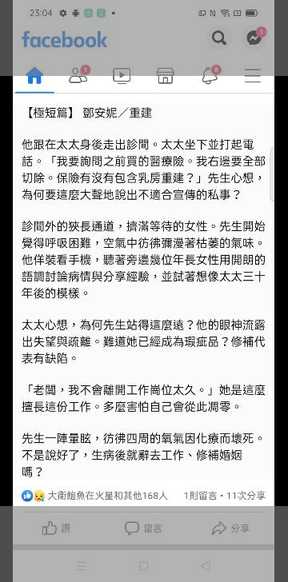 23:04
facebook
【極短篇】 鄧安妮／重建
他跟在太太身後走出診間。太太坐下並打起電
話。「我要詢問之前買的醫療險。我右邊要全部
切除。保險有沒有包含乳房重建？」先生心想，
為何要這麼大聲地說出不適合宣傳的私事？
診間外的狹長通道，擠滿等待的女性。先生開始
覺得呼吸困難，空氣中彷彿彌漫著枯萎的氣味。
他佯裝看手機，聽著旁邊幾位年長女性用開朗的
語調討論病情與分享經驗，並試著想像太太三十
年後的模樣。
太太心想，為何先生站得這麼遠？他的眼神流露
出失望與疏離。難道她已經成為瑕疵品？修補代
表有缺陷。
「老闆，我不會離開工作崗位太久。」她是這麼
擅長這份工作。多麼害怕自己會從此凋零。
先生一陣暈眩，彷彿四周的氧氣因化療而壞死。
不是說好了，生病後就辭去工作、修補婚姻
嗎？
大衛鮑魚在火星和其他168人 1則留言・11次分享
讚 留言 分享